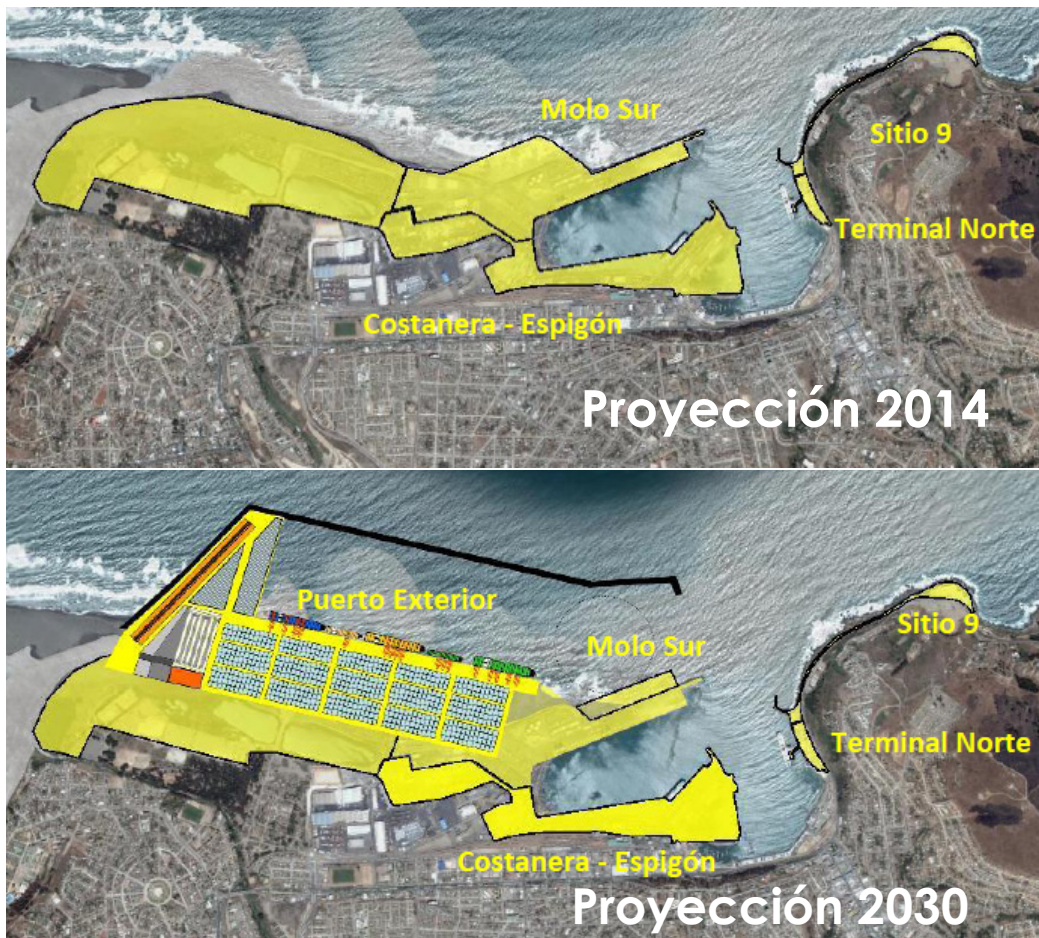 Molo Sur
Sitio 9
Terminal Norte
Costanera - Espigón
Proyección 2014
Puerto Exterior
Sitio 9
Molo Sur
Terminal Norte
Costanera - Espigón
Proyección 2030